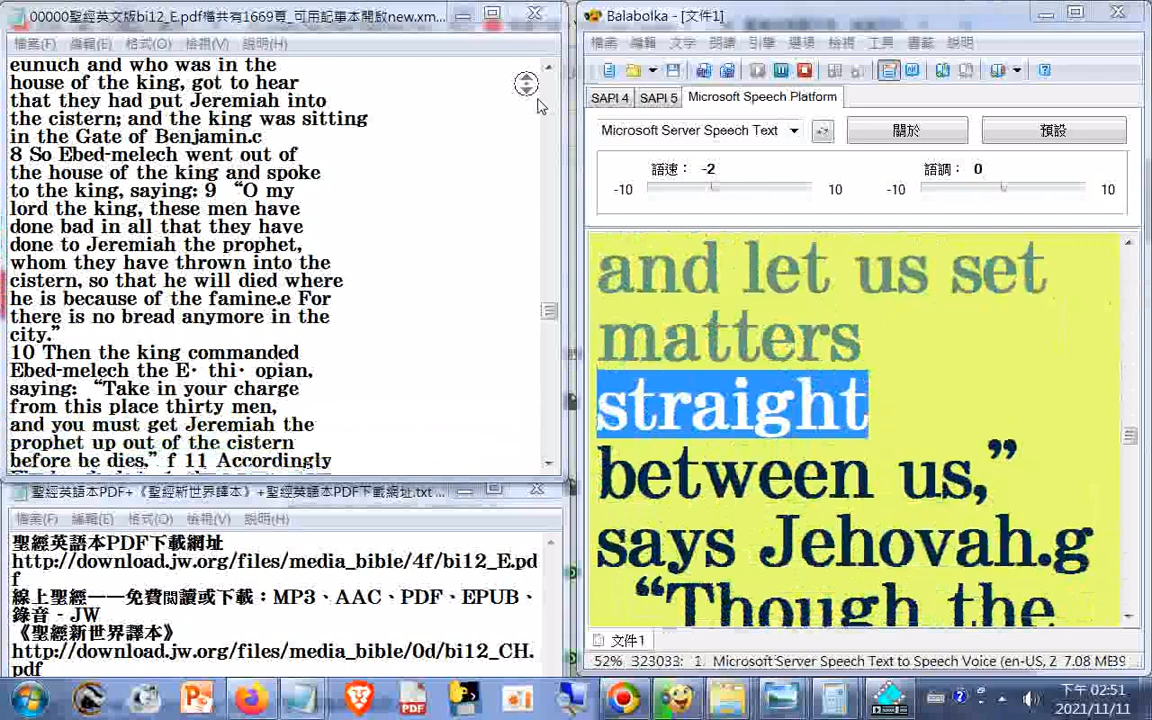 00000聖經英文版bi12_E.pdf檔共有1669頁_可用記事本開啟new.xm...
檔案(F) 編輯(E) 格式(O) 檢視(V) 說明(H)
eunuch and who was in the
house of the king, got to hear
that they had put Jeremiah into
the cistern; and the king was sitting
in the Gate of Benjamin.c
8 So Ebed-melech went out of
the house of the king and spoke
to the king, saying: 9 “O my
lord the king, these men have
done bad in all that they have
done to Jeremiah the prophet,
whom they have thrown into the
cistern, so that he will died where
he is because of the famine.e For
there is no bread anymore in the
city.”
10 Then the king commanded
Ebed-melech the E· thi· opian,
saying: “Take in your charge
from this place thirty men,
and you must get Jeremiah the
prophet up out of the cistern
before he dies.” f 11 Accordingly
聖經英語本PDF+《聖經新世界譯本》+聖經英語本PDF下載網址.txt ...
檔案(F) 編輯(E) 格式(O) 檢視(V) 說明(H)
聖經英語本PDF下載網址
http://download.jw.org/files/media_bible/4f/bi12_E.pd
f
線上聖經——免費閱讀或下載：MP3、AAC、PDF、EPUB、
錄音 - JW
《聖經新世界譯本》
http://download.jw.org/files/media_bible/0d/bi12_CH.
pdf
Balabolka - [文件1]
檔案 編輯 文字 朗讀 引擎 選項 檢視 工具 書籤 說明
SAPI 4 SAPI 5 Microsoft Speech Platform
Microsoft Server Speech Text 關於 預設
語速： -2 語調： 0
-10 10 -10 10
and let us set
matters
straight
between us,”
says Jehovah.g
“Though the
文件1
52% 323033: 1. Microsoft Server Speech Text to Speech Voice (en-US, Z 7.08 MB
下午 02:51
2021/11/11